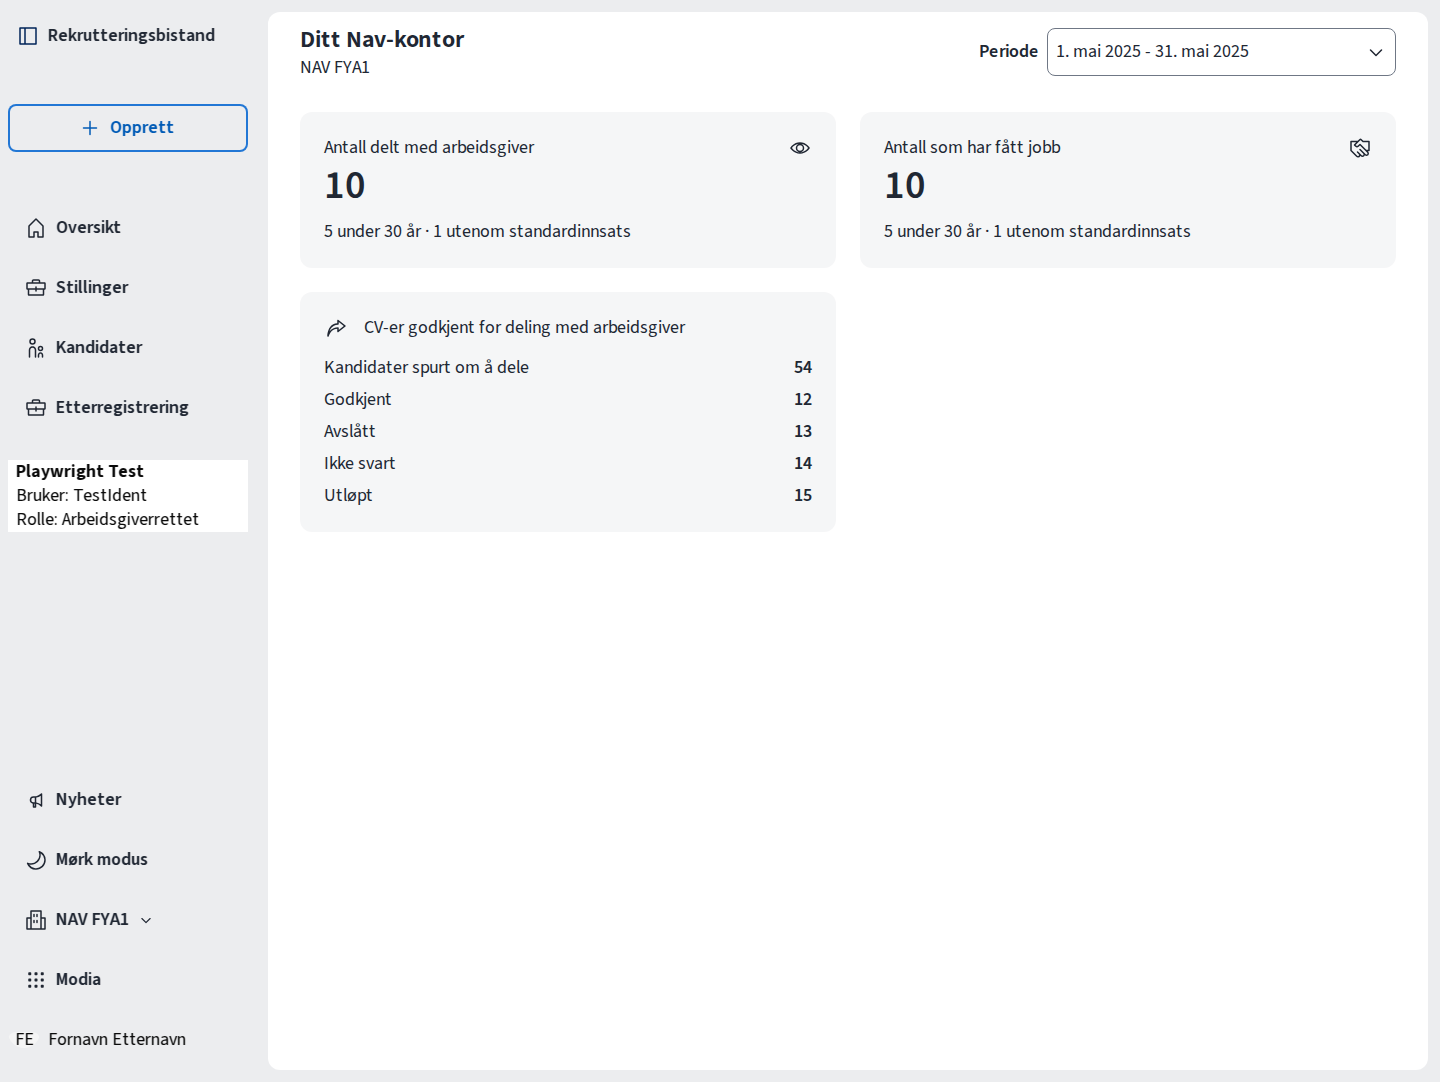 Rekrutteringsbistand
Opprett
Oversikt
Stillinger
Kandidater
Etterregistrering
Playwright Test
Bruker: TestIdent
Rolle: Arbeidsgiverrettet
Nyheter
Mørk modus
NAV FYA1
Modia
FE Fornavn Etternavn
Ditt Nav-kontor
NAV FYA1
Periode 1. mai 2025 - 31. mai 2025
Antall delt med arbeidsgiver
10
5 under 30 år · 1 utenom standardinnsats
Antall som har fått jobb
10
5 under 30 år · 1 utenom standardinnsats
CV-er godkjent for deling med arbeidsgiver
Kandidater spurt om å dele 54
Godkjent 12
Avslått 13
Ikke svart 14
Utløpt 15